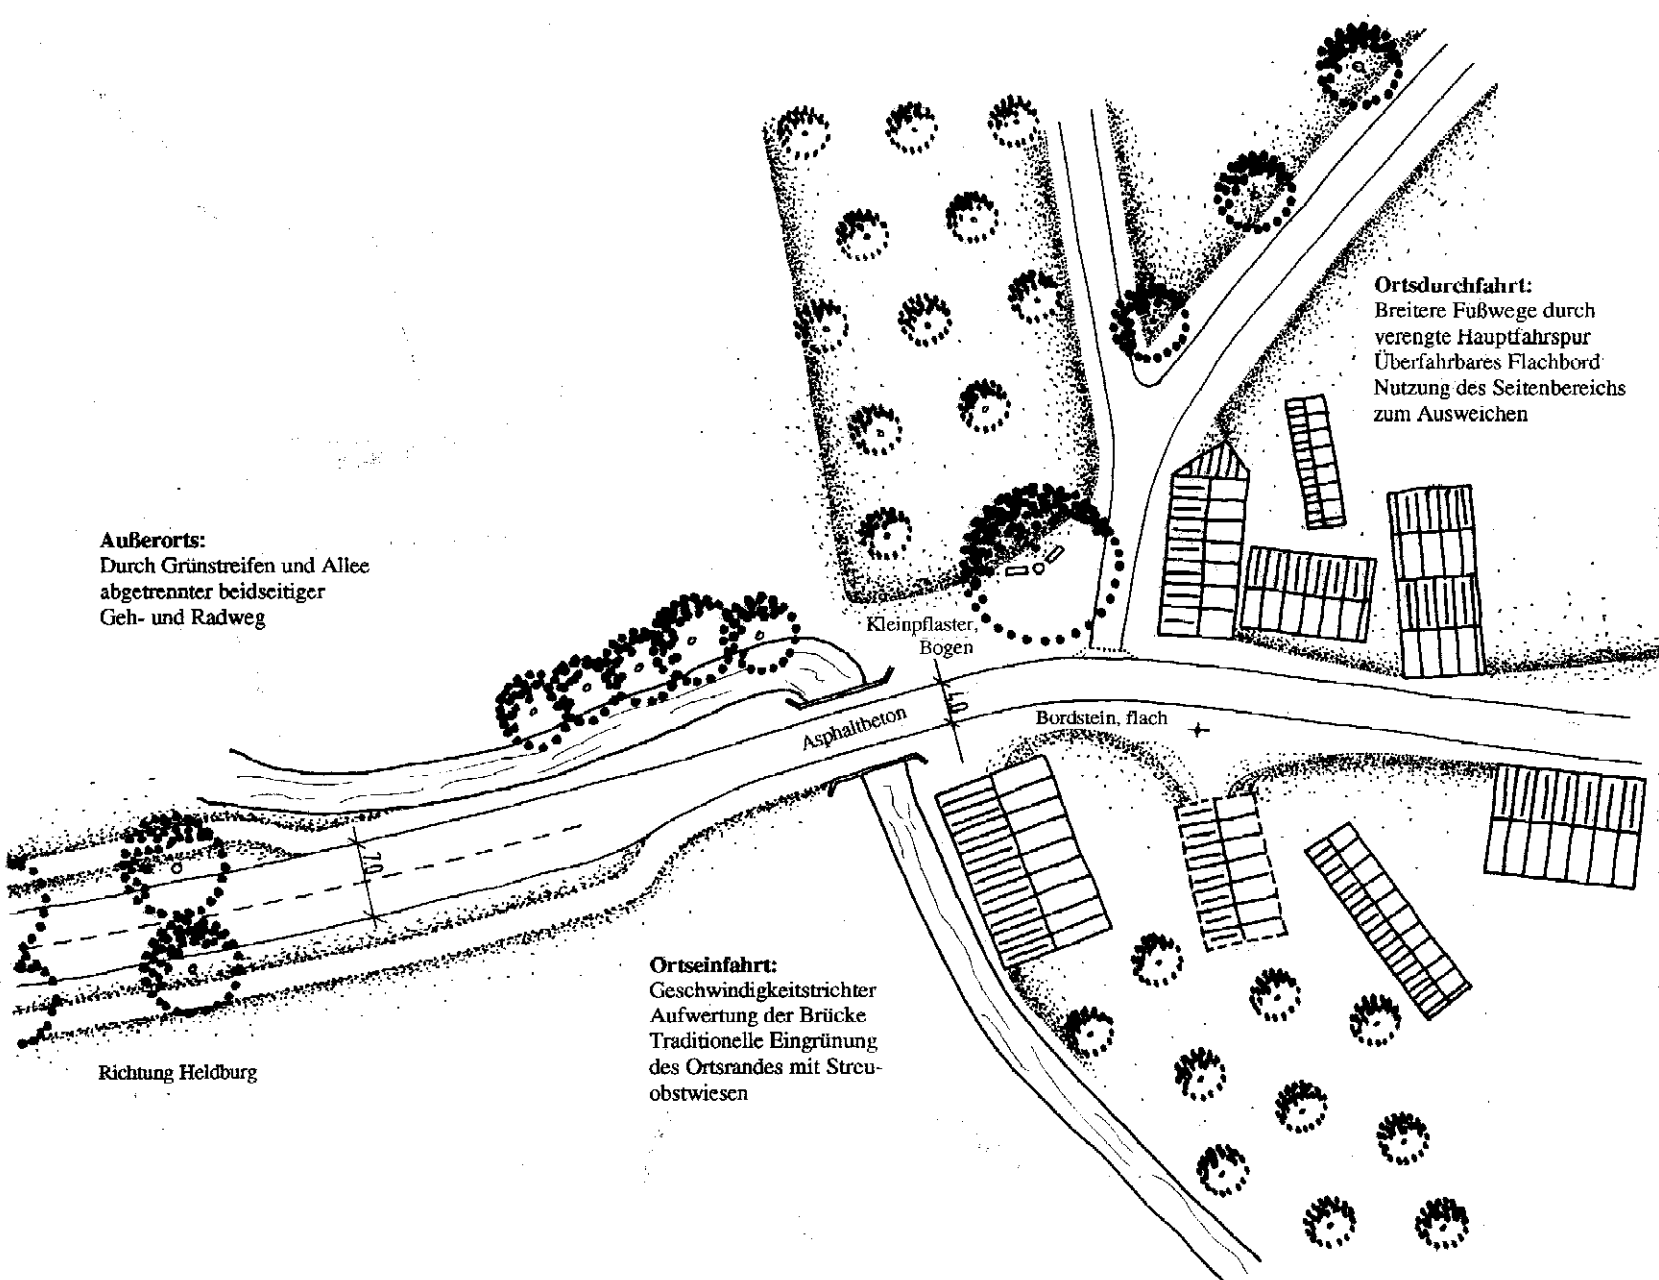 Ortsdurchfahrt:
Breitere Fußwege durch
verengte Hauptfahrspur
Überfahrbares Flachbord
Nutzung des Seitenbereichs
zum Ausweichen
Außerorts:
Durch Grünstreifen und Allee
abgetrennter beidseitiger
Geh- und Radweg
Kleinpflaster,
Bogen
4,0
Asphaltbeton
Bordstein, flach
7,0
Ortseinfahrt:
Geschwindigkeitstrichter
Aufwertung der Brücke
Traditionelle Eingrünung
des Ortsrandes mit Streu-
obstwiesen
Richtung Heldburg